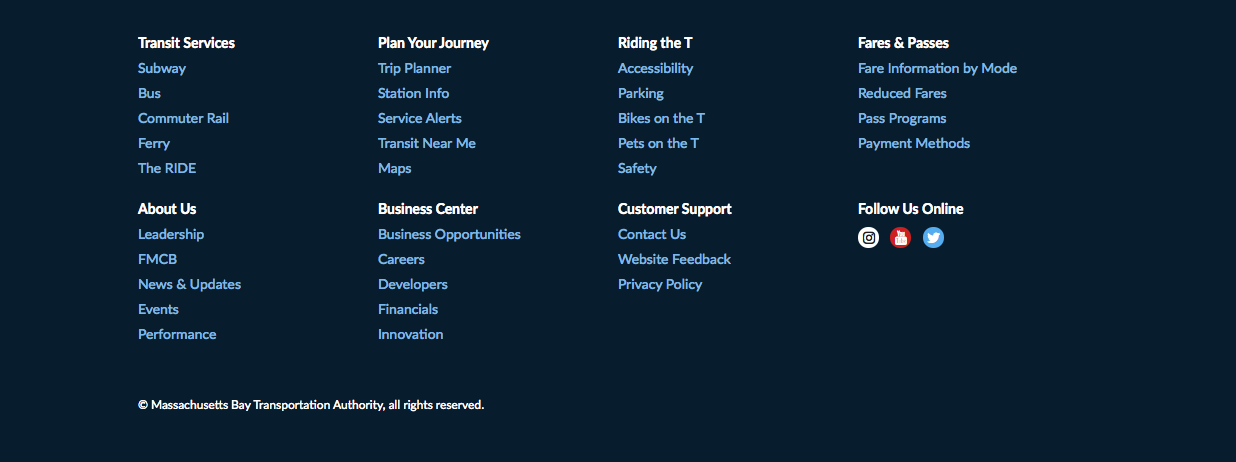 Transit Services
Subway
Bus
Commuter Rail
Ferry
The RIDE
Plan Your Journey
Trip Planner
Station Info
Service Alerts
Transit Near Me
Maps
Riding the T
Accessibility
Parking
Bikes on the T
Pets on the T
Safety
Fares & Passes
Fare Information by Mode
Reduced Fares
Pass Programs
Payment Methods
About Us
Leadership
FMCB
News & Updates
Events
Performance
Business Center
Business Opportunities
Careers
Developers
Financials
Innovation
Customer Support
Contact Us
Website Feedback
Privacy Policy
Follow Us Online
© Massachusetts Bay Transportation Authority, all rights reserved.